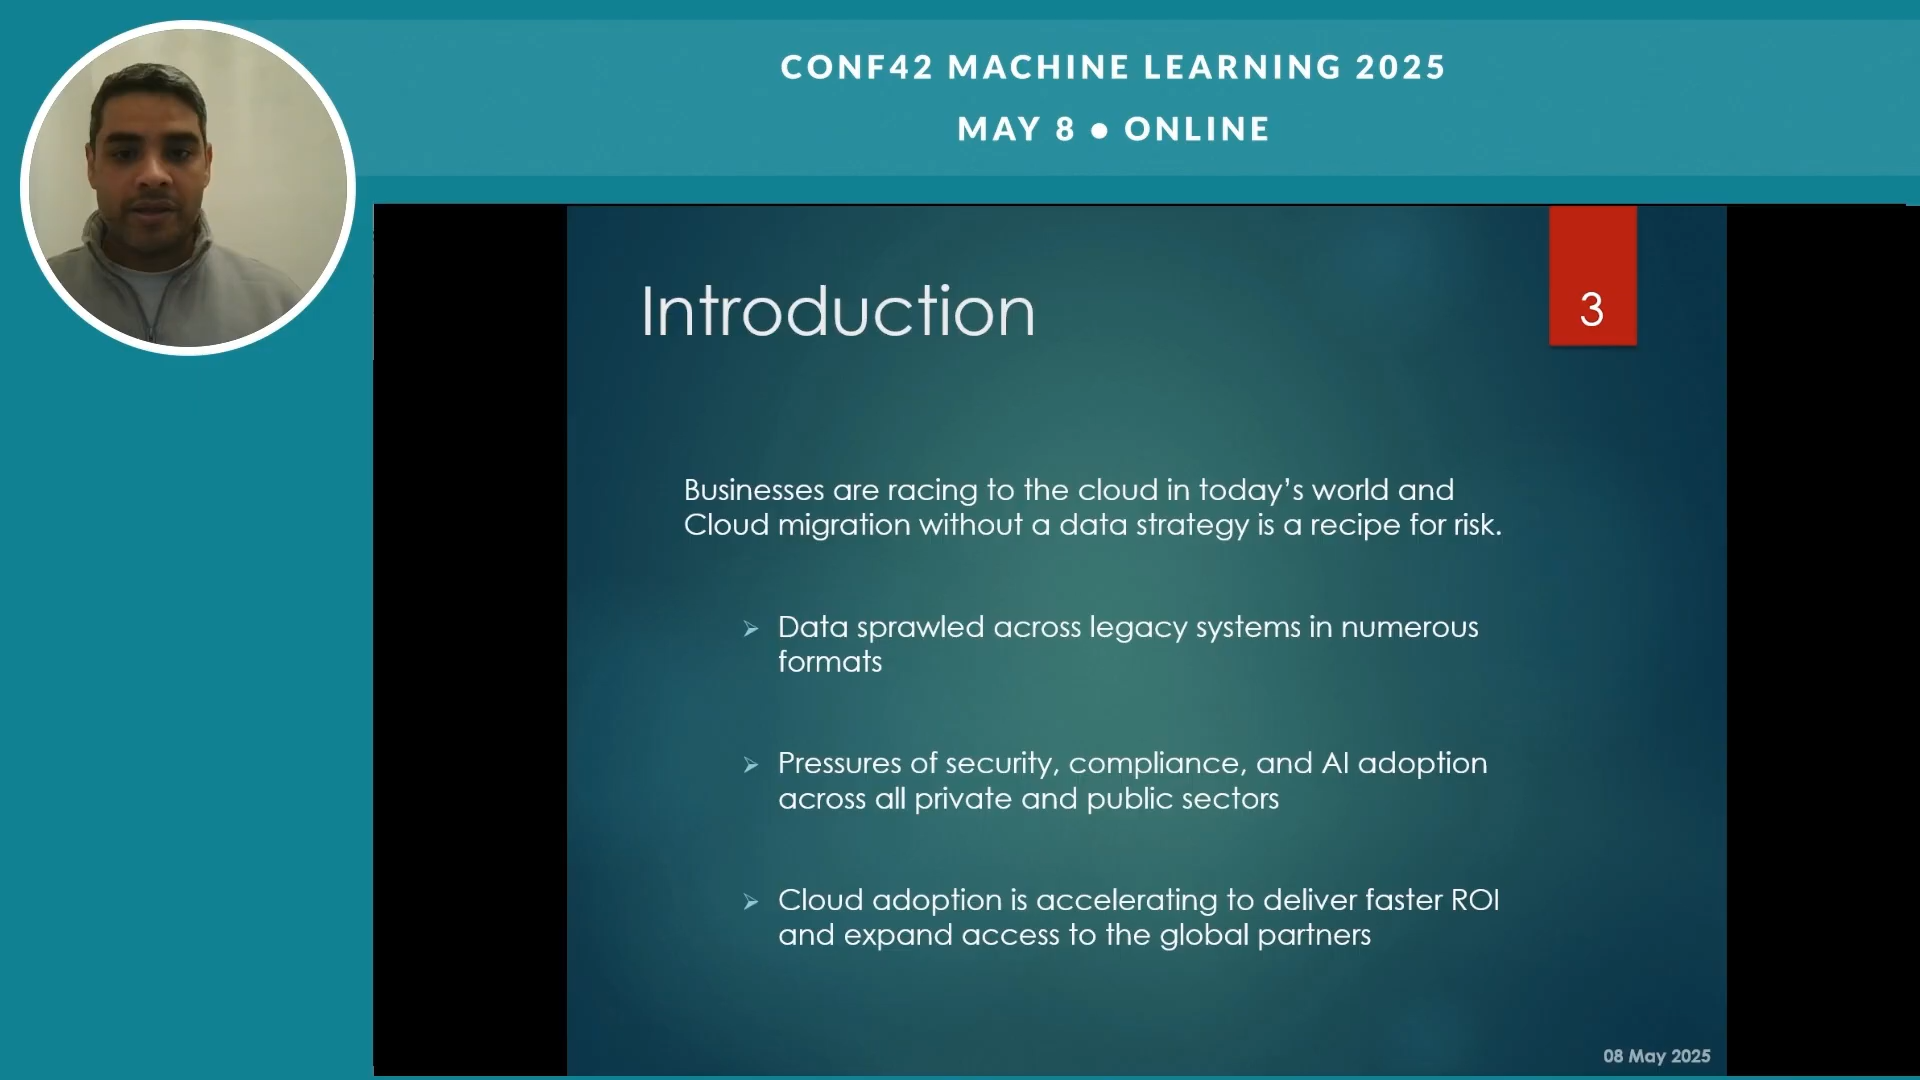 CONF42 MACHINE LEARNING 2025
MAY 8 ● ONLINE
Introduction
3
Businesses are racing to the cloud in today’s world and
Cloud migration without a data strategy is a recipe for risk.
➢ Data sprawled across legacy systems in numerous
formats
➢ Pressures of security, compliance, and AI adoption
across all private and public sectors
➢ Cloud adoption is accelerating to deliver faster ROI
and expand access to the global partners
08 May 2025